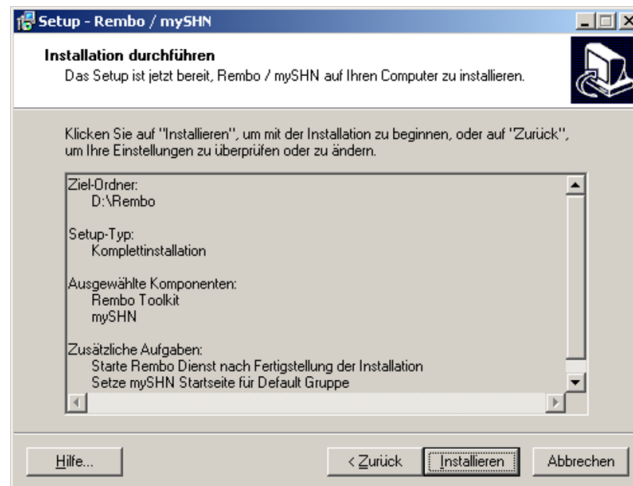 Setup - Rembo / mySHN
Installation durchführen
Das Setup ist jetzt bereit, Rembo / mySHN auf Ihren Computer zu installieren.
Klicken Sie auf "Installieren", um mit der Installation zu beginnen, oder auf "Zurück",
um Ihre Einstellungen zu überprüfen oder zu ändern.
Ziel-Ordner:
D:\Rembo
Setup-Typ:
Komplettinstallation
Ausgewählte Komponenten:
Rembo Toolkit
mySHN
Zusätzliche Aufgaben:
Starte Rembo Dienst nach Fertigstellung der Installation
Setze mySHN Startseite für Default Gruppe
Hilfe... < Zurück Installieren Abbrechen